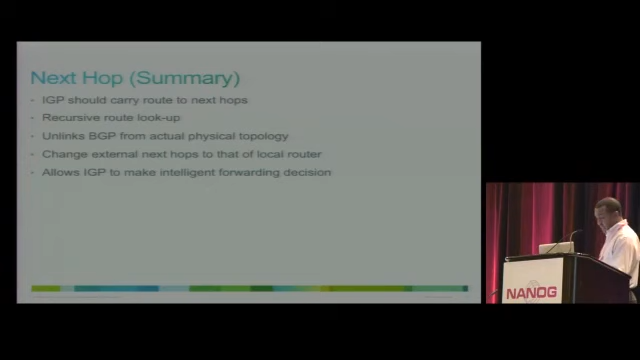 Next Hop (Summary)
IGP should carry route to next hops
Recursive route look-up
Unlinks BGP from actual physical topology
Change external next hops to that of local router
Allows IGP to make intelligent forwarding decision
NANOG